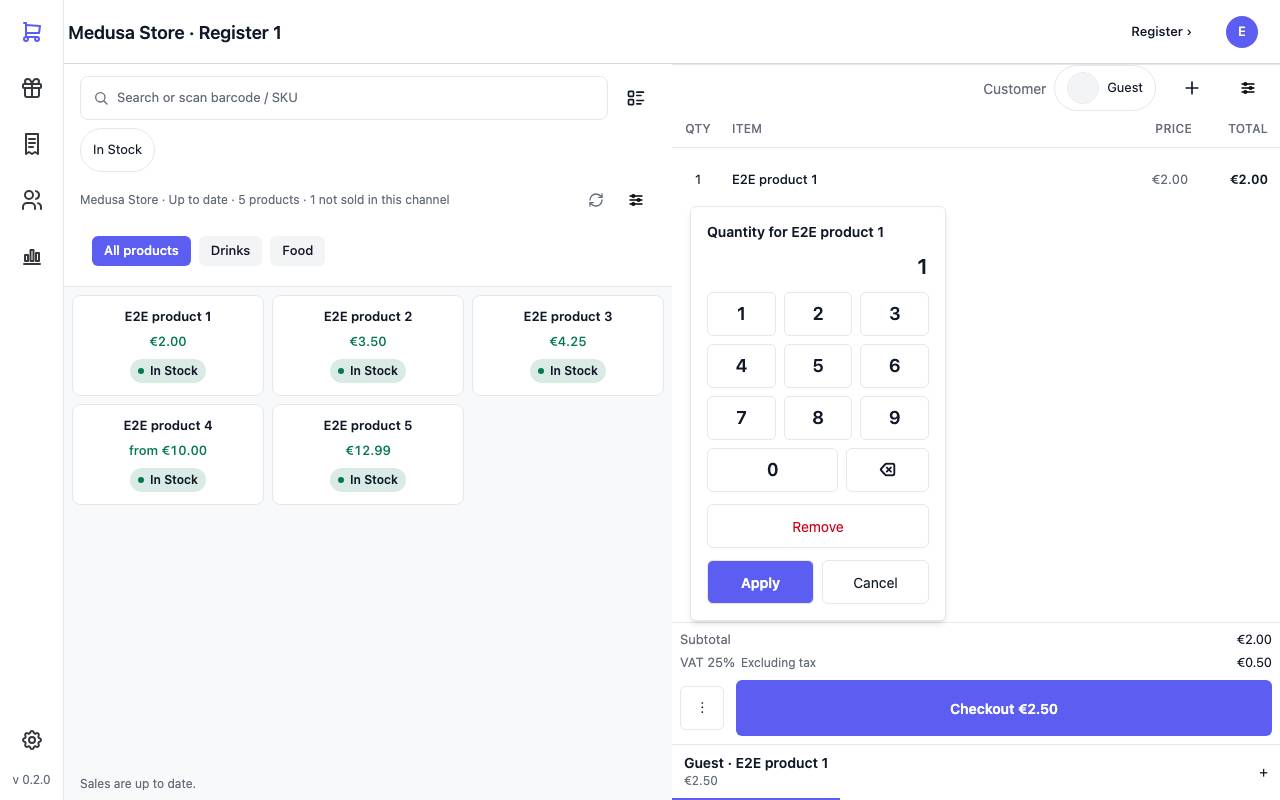 Medusa Store · Register 1
Register ›
E
Search or scan barcode / SKU
In Stock
Medusa Store · Up to date · 5 products · 1 not sold in this channel
All products
Drinks
Food
E2E product 1
€2.00
In Stock
E2E product 2
€3.50
In Stock
E2E product 3
€4.25
In Stock
E2E product 4
from €10.00
In Stock
E2E product 5
€12.99
In Stock
Sales are up to date.
v 0.2.0
Customer
Guest
QTY ITEM PRICE TOTAL
1 E2E product 1 €2.00 €2.00
Quantity for E2E product 1
1
1 2 3
4 5 6
7 8 9
0
Remove
Apply Cancel
Subtotal €2.00
VAT 25% Excluding tax €0.50
Checkout €2.50
Guest · E2E product 1
€2.50
+